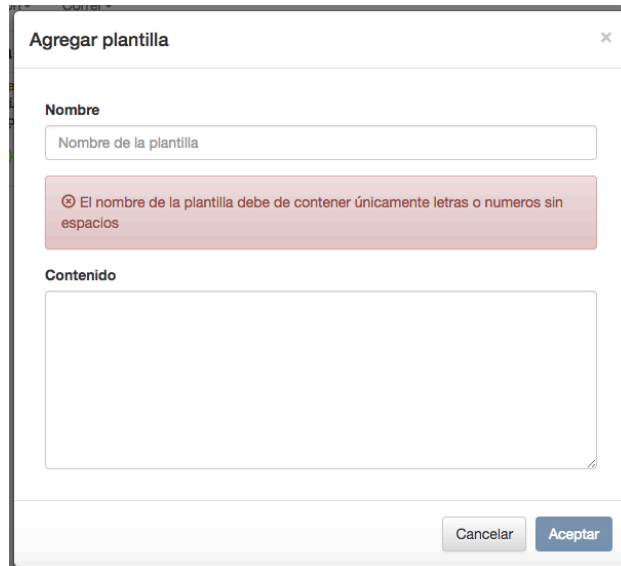 Correr
Agregar plantilla
×
Nombre
Nombre de la plantilla
El nombre de la plantilla debe de contener únicamente letras o numeros sin
espacios
Contenido
Cancelar
Aceptar